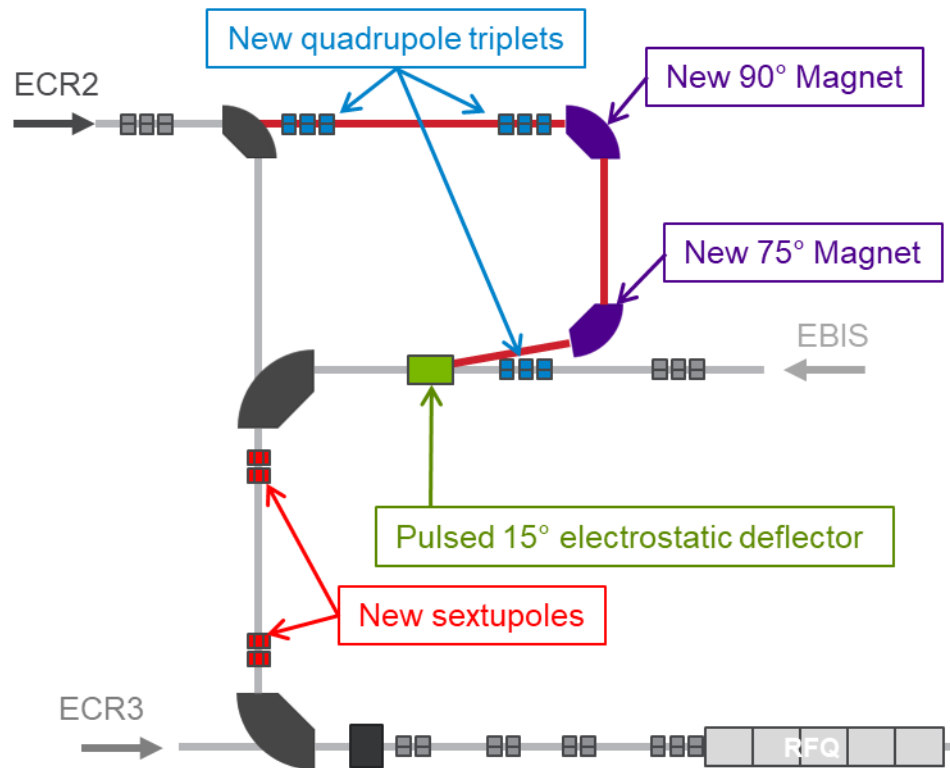 New quadrupole triplets
ECR2
New 90° Magnet
New 75° Magnet
EBIS
Pulsed 15° electrostatic deflector
New sextupoles
ECR3
RFQ